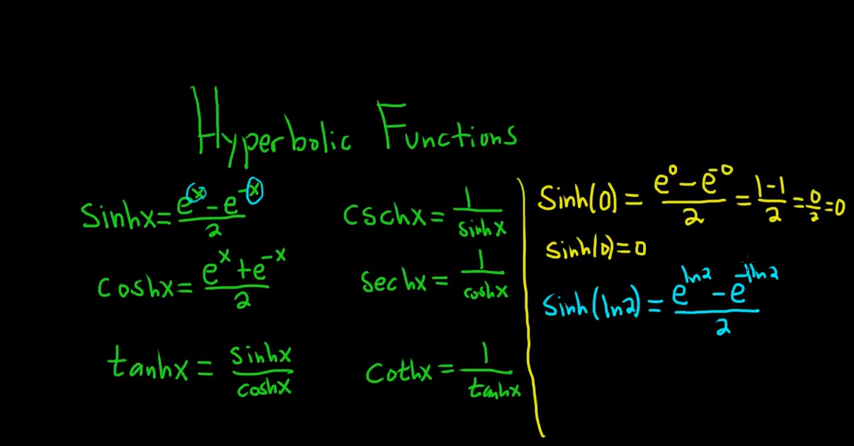 Hyperbolic Functions
sinhx = (e^x - e^-x)/2
cschx = 1/sinhx
coshx = (e^x + e^-x)/2
sechx = 1/coshx
tanhx = sinhx/coshx
cothx = 1/tanhx
Sinh(0) = (e^0 - e^-0)/2 = (1-1)/2 = 0/2 = 0
sinh(0) = 0
Sinh(ln2) = (e^ln2 - e^-1ln2)/2